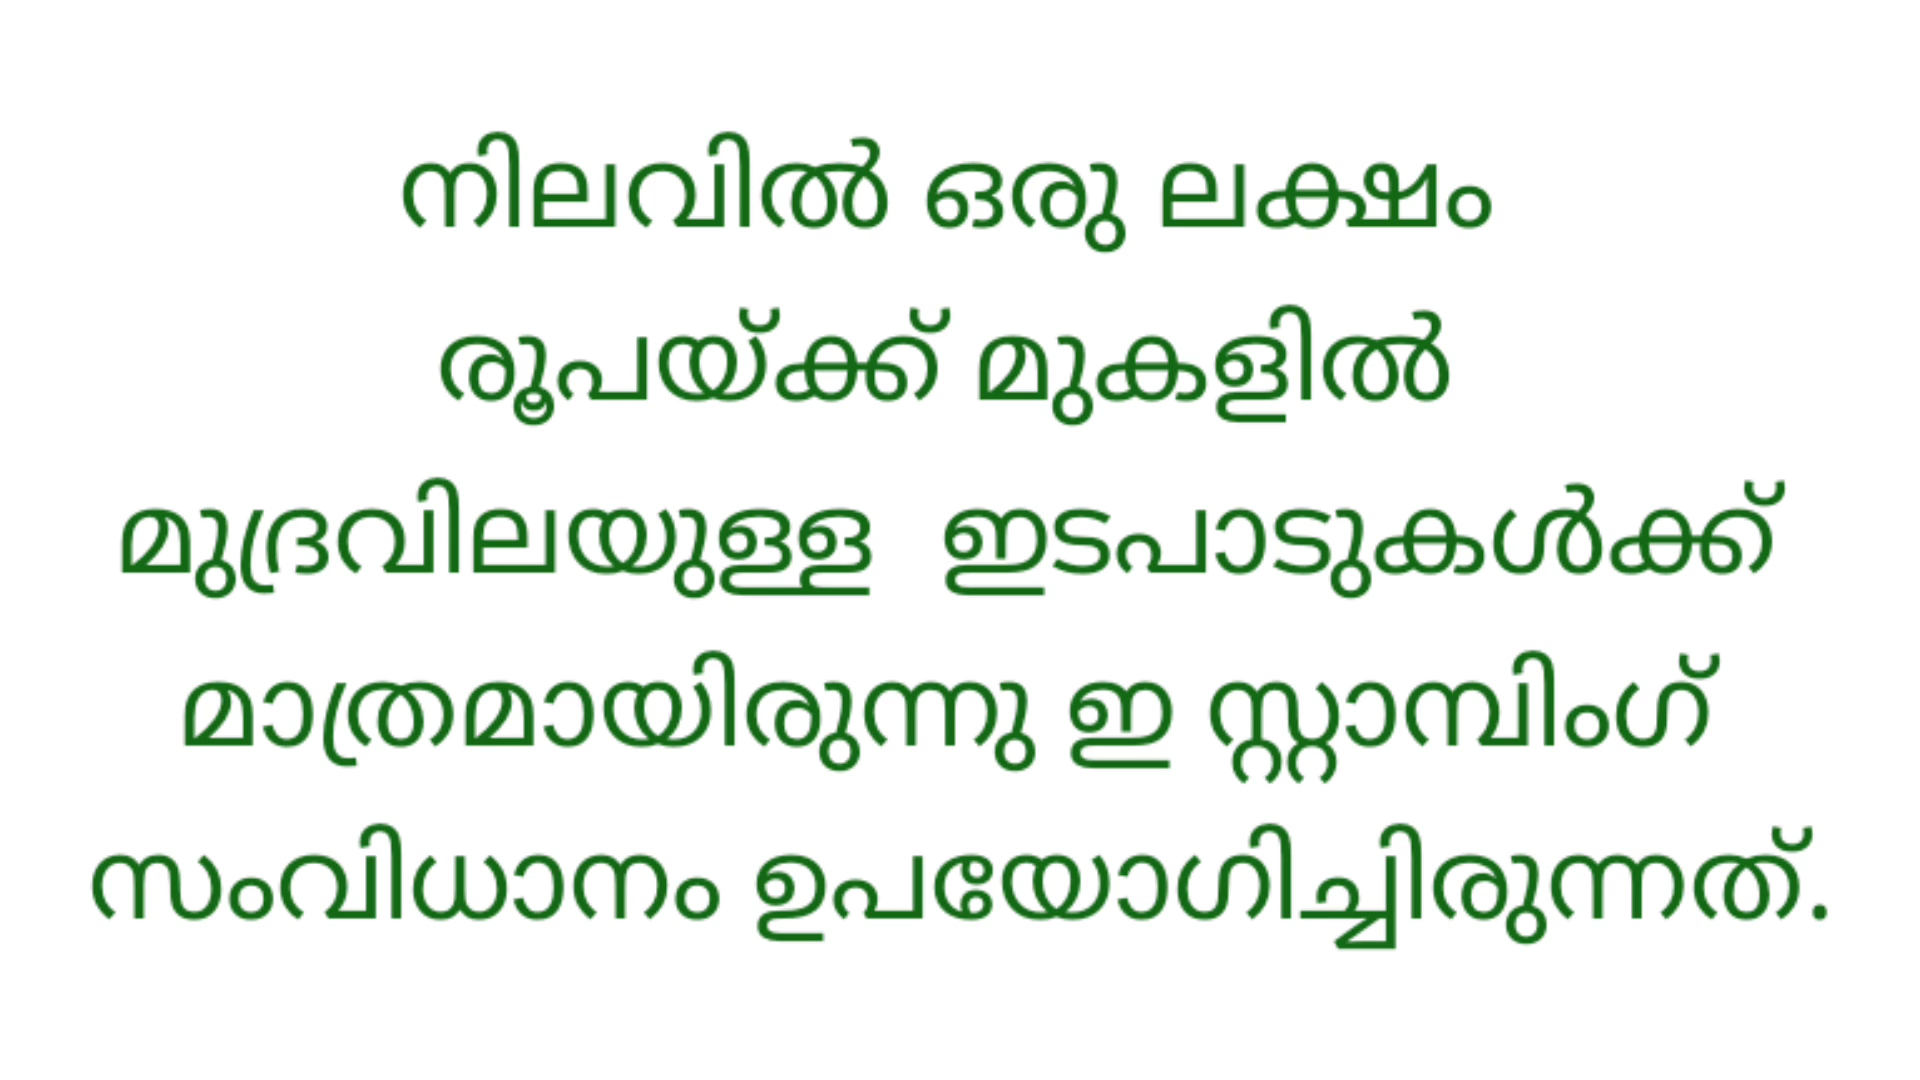 നിലവിൽ ഒരു ലക്ഷം
രൂപയ്ക്ക് മുകളിൽ
മുദ്രവിലയുള്ള  ഇടപാടുകൾക്ക്
മാത്രമായിരുന്നു ഇ സ്റ്റാമ്പിംഗ്
സംവിധാനം ഉപയോഗിച്ചിരുന്നത്.